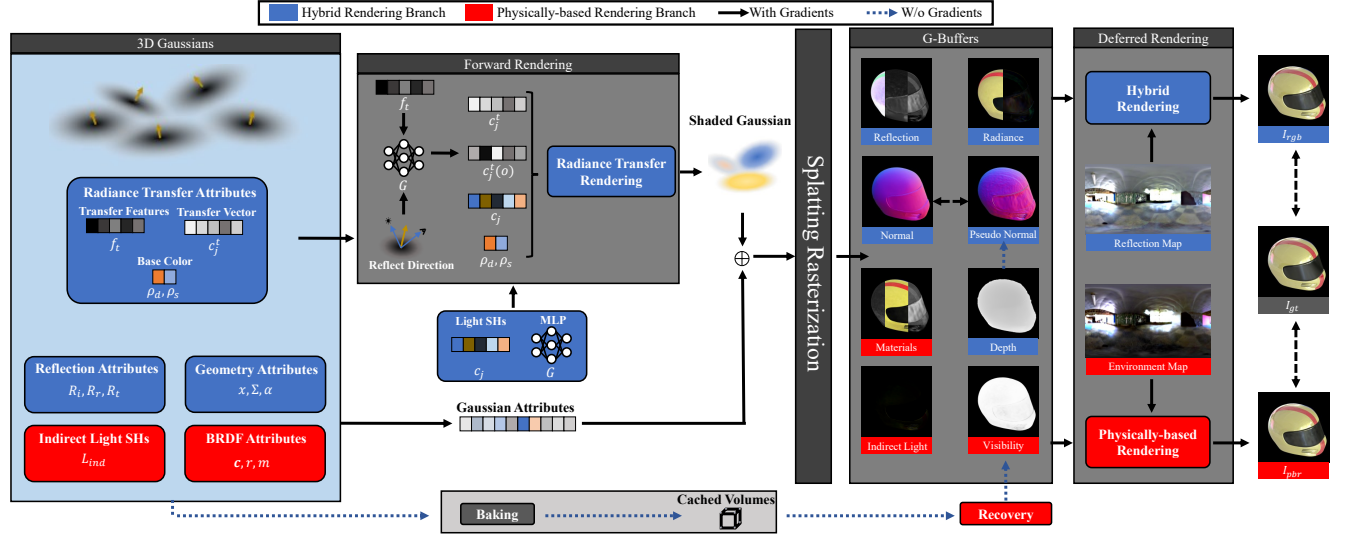 Hybrid Rendering Branch
Physically-based Rendering Branch
With Gradients
W/o Gradients
3D Gaussians
Radiance Transfer Attributes
Transfer Features
Transfer Vector
f_t
c_j^t
Base Color
ρ_d, ρ_s
Reflection Attributes
R_i, R_r, R_t
Geometry Attributes
x, Σ, α
Indirect Light SHs
L_ind
BRDF Attributes
c, r, m
Forward Rendering
f_t
G
Reflect Direction
c_j^t
c_j^t(o)
c_j
ρ_d, ρ_s
Radiance Transfer
Rendering
Light SHs
MLP
c_j
G
Shaded Gaussian
⊕
Gaussian Attributes
Baking
Cached Volumes
Recovery
Splatting Rasterization
G-Buffers
Reflection
Radiance
Normal
Pseudo Normal
Materials
Depth
Indirect Light
Visibility
Deferred Rendering
Hybrid
Rendering
Reflection Map
Environment Map
Physically-based
Rendering
I_rgb
I_gt
I_pbr